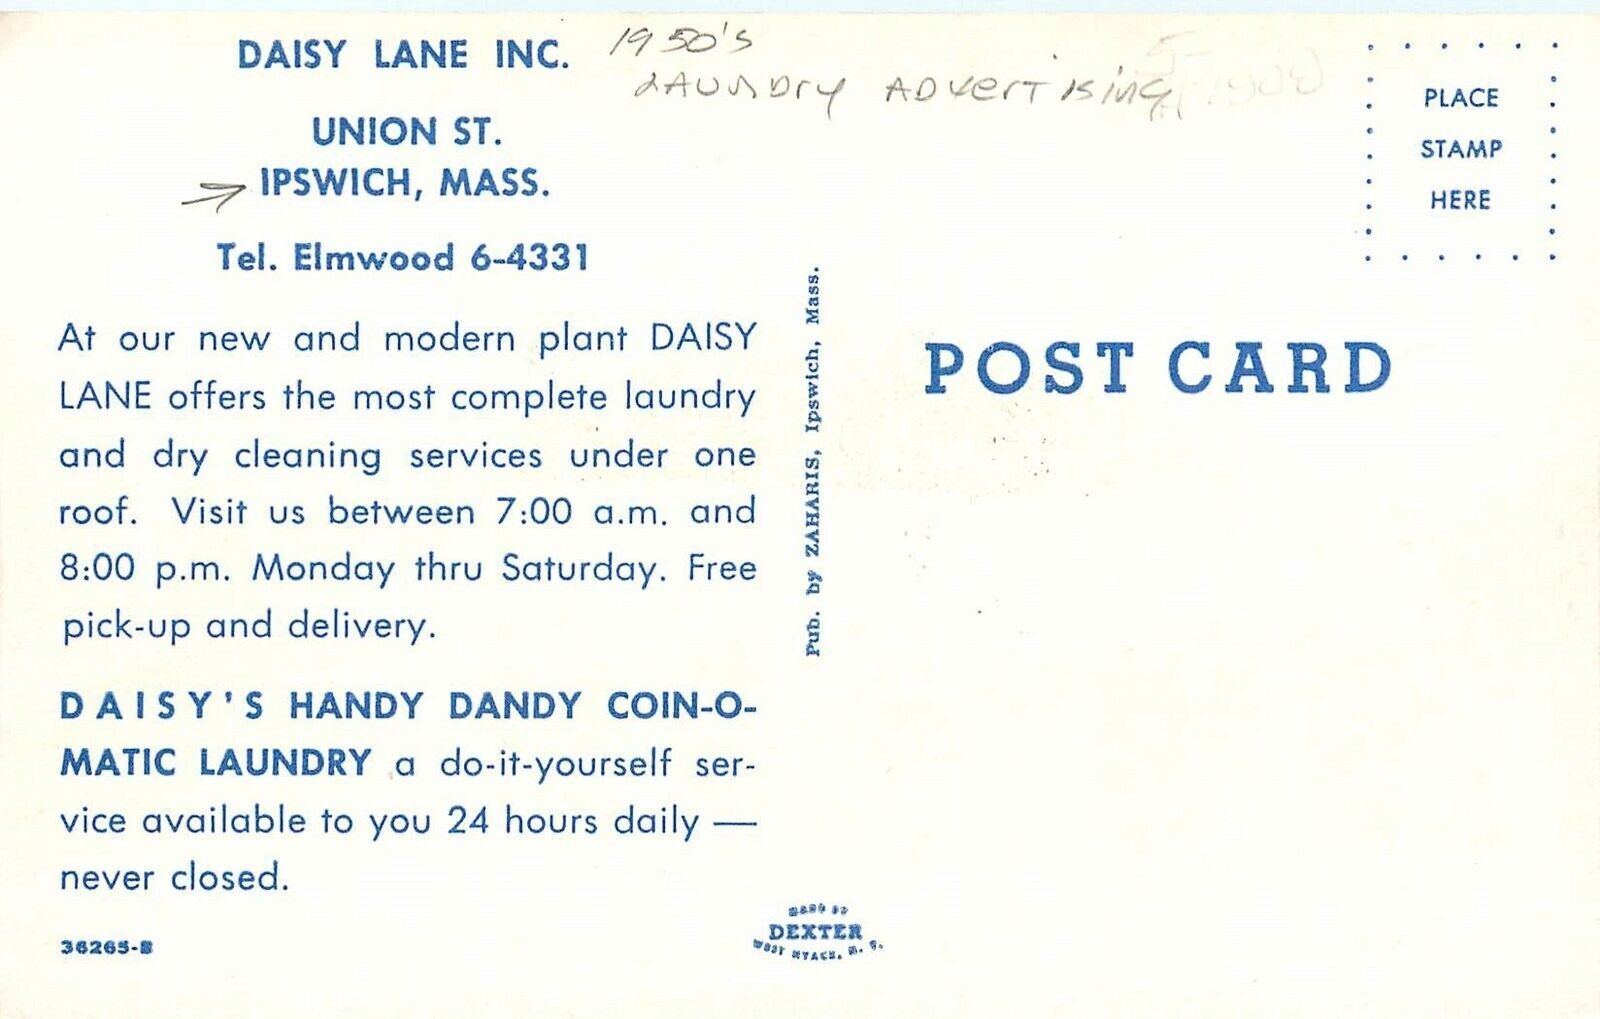 DAISY LANE INC.
1950's
LAUNDRY ADVERTISING
UNION ST.
IPSWICH, MASS.
Tel. Elmwood 6-4331
At our new and modern plant DAISY
LANE offers the most complete laundry
and dry cleaning services under one
roof. Visit us between 7:00 a.m. and
8:00 p.m. Monday thru Saturday. Free
pick-up and delivery.
DAISY'S HANDY DANDY COIN-O-
MATIC LAUNDRY a do-it-yourself ser-
vice available to you 24 hours daily —
never closed.
36265-B
Pub. by ZAHARIS, Ipswich, Mass.
MADE BY
DEXTER
WEST NYACK, N. Y.
PLACE
STAMP
HERE
POST CARD